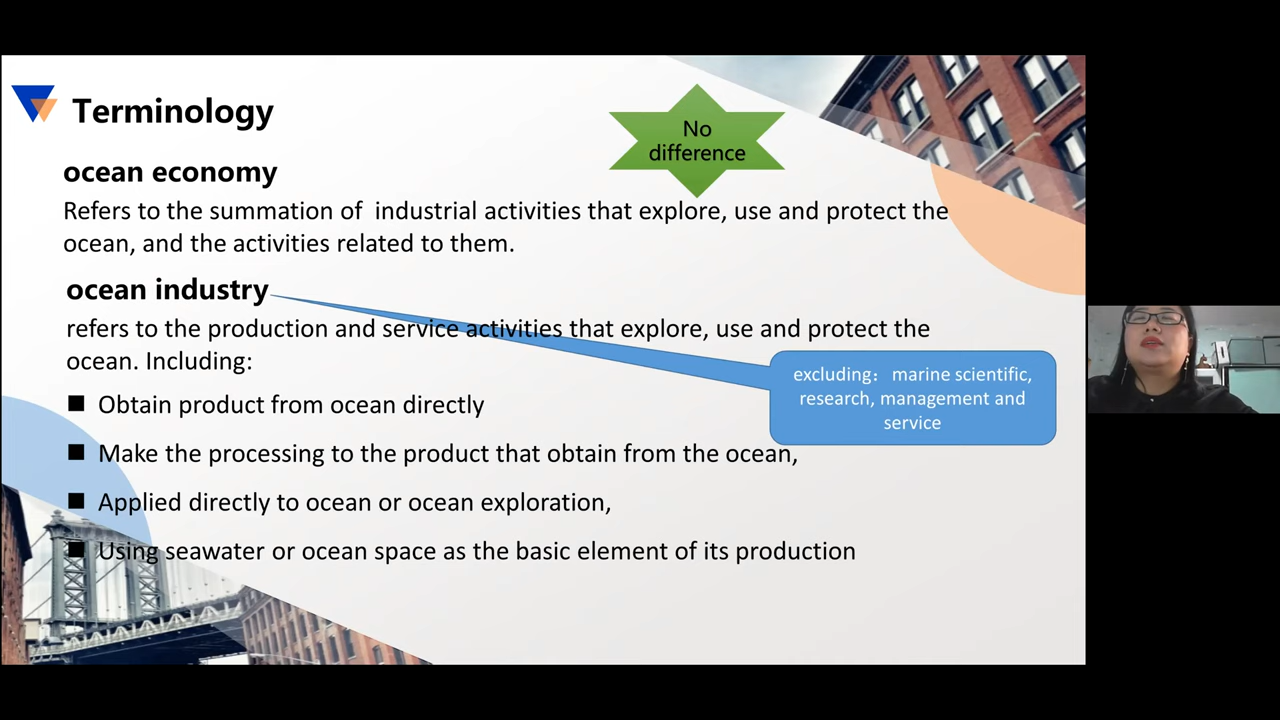 Terminology
No
difference
ocean economy
Refers to the summation of industrial activities that explore, use and protect the
ocean, and the activities related to them.
ocean industry
refers to the production and service activities that explore, use and protect the
ocean. Including:
excluding： marine scientific,
research, management and
service
■ Obtain product from ocean directly
■ Make the processing to the product that obtain from the ocean,
■ Applied directly to ocean or ocean exploration,
■ Using seawater or ocean space as the basic element of its production